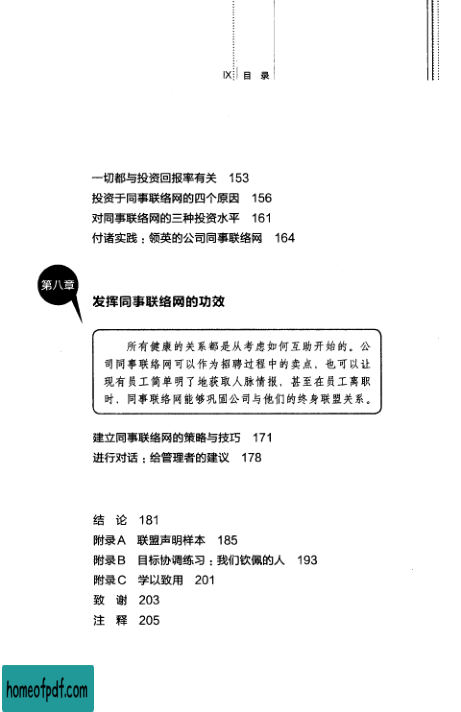 IX 目 录
一切都与投资回报率有关 153
投资于同事联络网的四个原因 156
对同事联络网的三种投资水平 161
付诸实践：领英的公司同事联络网 164
第八章
发挥同事联络网的功效
所有健康的关系都是从考虑如何互助开始的。公
司同事联络网可以作为招聘过程中的卖点，也可以让
现有员工简单明了地获取人脉情报，甚至在员工离职
时，同事联络网能够巩固公司与他们的终身联盟关系。
建立同事联络网的策略与技巧 171
进行对话：给管理者的建议 178
结 论 181
附录A 联盟声明样本 185
附录B 目标协调练习：我们钦佩的人 193
附录C 学以致用 201
致 谢 203
注 释 205
homeofpdf.com